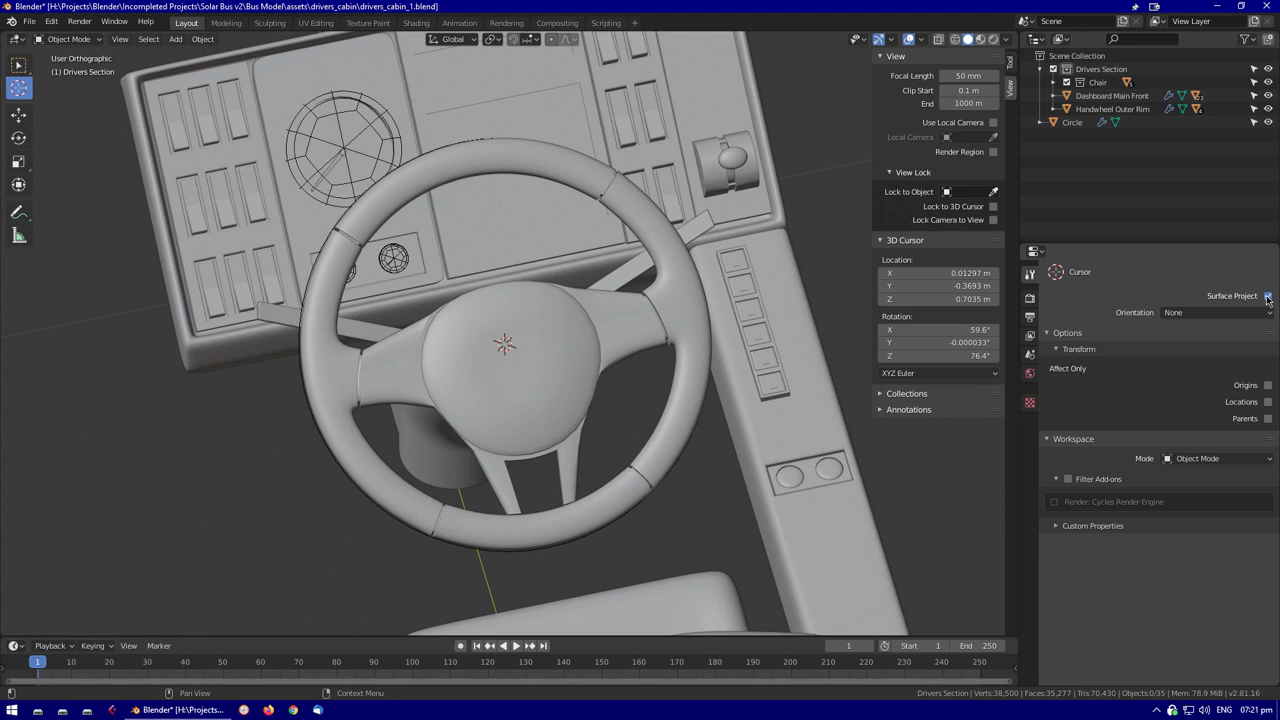 Blender* [H:\Projects\Blender\Incomplete Projects\Solar Bus v2\Bus Model\assets\drivers_cabin\drivers_cabin_1.blend]
File Edit Render Window Help Layout Modeling Sculpting UV Editing Texture Paint Shading Animation Rendering Compositing Scripting + Scene View Layer
Object Mode View Select Add Object Global
User Orthographic
(1) Drivers Section
View
Focal Length 50 mm
Clip Start 0.1 m
End 1000 m
Use Local Camera
Local Camera
Render Region
View Lock
Lock to Object
Lock to 3D Cursor
Lock Camera to View
3D Cursor
Location:
X 0.01297 m
Y -0.3693 m
Z 0.7035 m
Rotation:
X 59.6°
Y -0.000033°
Z 76.4°
XYZ Euler
Collections
Annotations
Tool
View
Scene Collection
Drivers Section
Chair 5
Dashboard Main Front 23
Handwheel Outer Rim 4
Circle
Cursor
Surface Project
Orientation None
Options
Transform
Affect Only
Origins
Locations
Parents
Workspace
Mode Object Mode
Filter Add-ons
Render: Cycles Render Engine
Custom Properties
Playback Keying View Marker 1 Start 1 End 250
1 10 20 30 40 50 60 70 80 90 100 110 120 130 140 150 160 170 180 190 200 210 220 230 240 250
Pan View Context Menu Drivers Section | Verts:38,500 | Faces:35,277 | Tris:70,430 | Objects:0/35 | Mem: 78.9 MiB | v2.81.16
Blender* [H:\Projects... ENG 07:21 pm